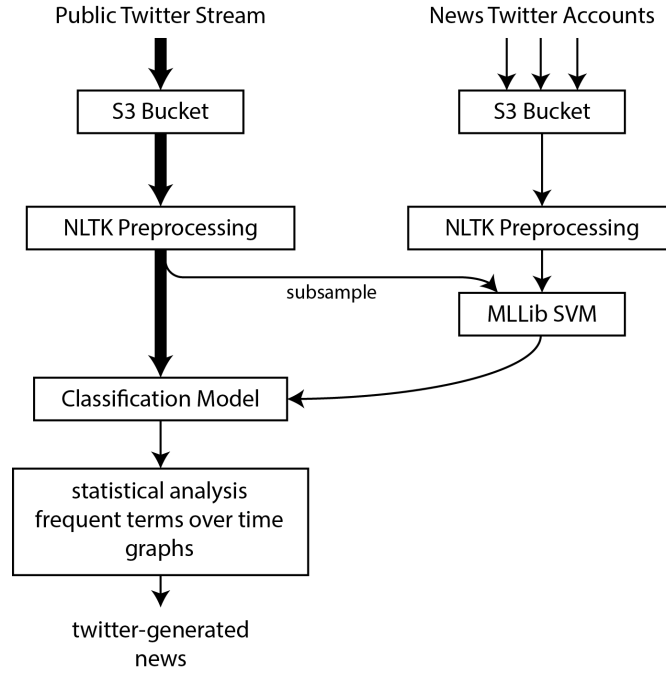 Public Twitter Stream
News Twitter Accounts
S3 Bucket
S3 Bucket
NLTK Preprocessing
NLTK Preprocessing
subsample
MLLib SVM
Classification Model
statistical analysis
frequent terms over time
graphs
twitter-generated
news